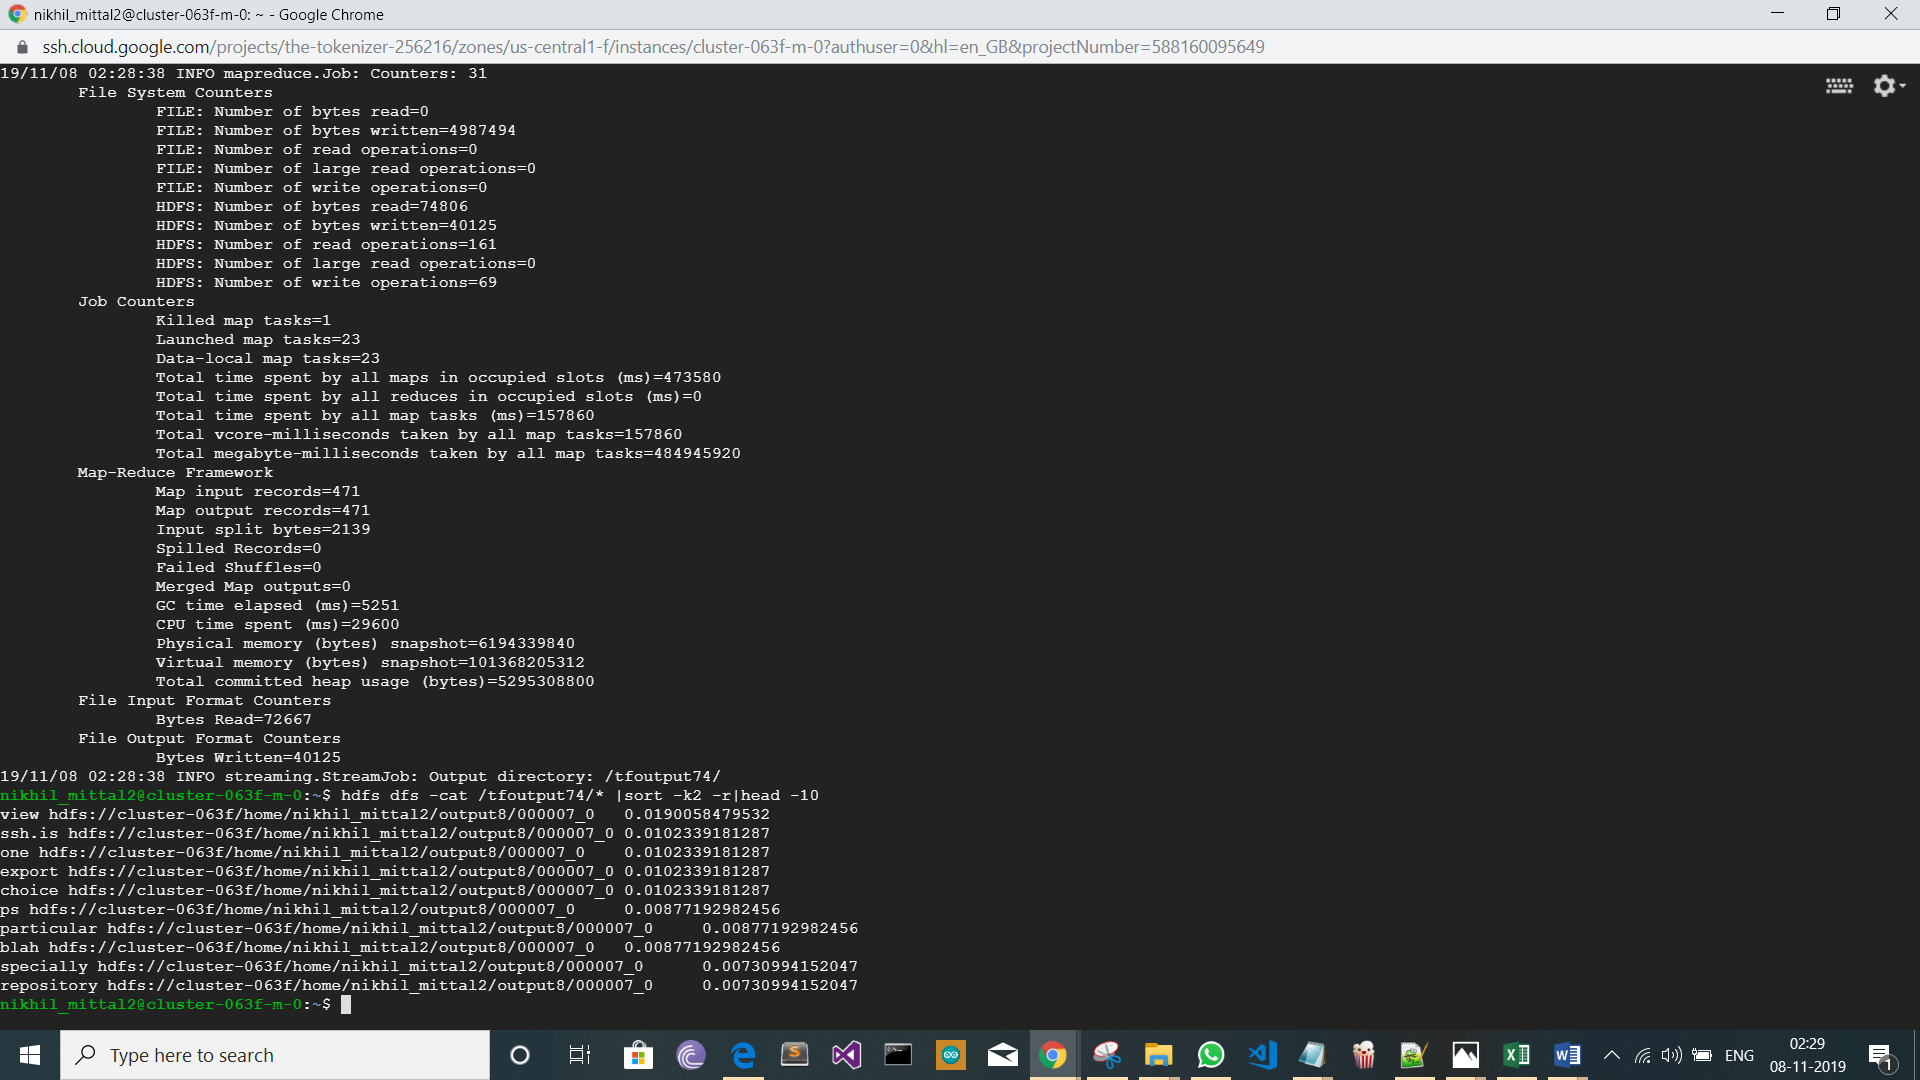 nikhil_mittal2@cluster-063f-m-0: ~ - Google Chrome
ssh.cloud.google.com/projects/the-tokenizer-256216/zones/us-central1-f/instances/cluster-063f-m-0?authuser=0&hl=en_GB&projectNumber=588160095649
19/11/08 02:28:38 INFO mapreduce.Job: Counters: 31
File System Counters
FILE: Number of bytes read=0
FILE: Number of bytes written=4987494
FILE: Number of read operations=0
FILE: Number of large read operations=0
FILE: Number of write operations=0
HDFS: Number of bytes read=74806
HDFS: Number of bytes written=40125
HDFS: Number of read operations=161
HDFS: Number of large read operations=0
HDFS: Number of write operations=69
Job Counters
Killed map tasks=1
Launched map tasks=23
Data-local map tasks=23
Total time spent by all maps in occupied slots (ms)=473580
Total time spent by all reduces in occupied slots (ms)=0
Total time spent by all map tasks (ms)=157860
Total vcore-milliseconds taken by all map tasks=157860
Total megabyte-milliseconds taken by all map tasks=484945920
Map-Reduce Framework
Map input records=471
Map output records=471
Input split bytes=2139
Spilled Records=0
Failed Shuffles=0
Merged Map outputs=0
GC time elapsed (ms)=5251
CPU time spent (ms)=29600
Physical memory (bytes) snapshot=6194339840
Virtual memory (bytes) snapshot=101368205312
Total committed heap usage (bytes)=5295308800
File Input Format Counters
Bytes Read=72667
File Output Format Counters
Bytes Written=40125
19/11/08 02:28:38 INFO streaming.StreamJob: Output directory: /tfoutput74/
nikhil_mittal2@cluster-063f-m-0:~$ hdfs dfs -cat /tfoutput74/* |sort -k2 -r|head -10
view hdfs://cluster-063f/home/nikhil_mittal2/output8/000007_0 0.0190058479532
ssh.is hdfs://cluster-063f/home/nikhil_mittal2/output8/000007_0 0.0102339181287
one hdfs://cluster-063f/home/nikhil_mittal2/output8/000007_0 0.0102339181287
export hdfs://cluster-063f/home/nikhil_mittal2/output8/000007_0 0.0102339181287
choice hdfs://cluster-063f/home/nikhil_mittal2/output8/000007_0 0.0102339181287
ps hdfs://cluster-063f/home/nikhil_mittal2/output8/000007_0 0.00877192982456
particular hdfs://cluster-063f/home/nikhil_mittal2/output8/000007_0 0.00877192982456
blah hdfs://cluster-063f/home/nikhil_mittal2/output8/000007_0 0.00877192982456
specially hdfs://cluster-063f/home/nikhil_mittal2/output8/000007_0 0.00730994152047
repository hdfs://cluster-063f/home/nikhil_mittal2/output8/000007_0 0.00730994152047
nikhil_mittal2@cluster-063f-m-0:~$
Type here to search
ENG
02:29
08-11-2019
1